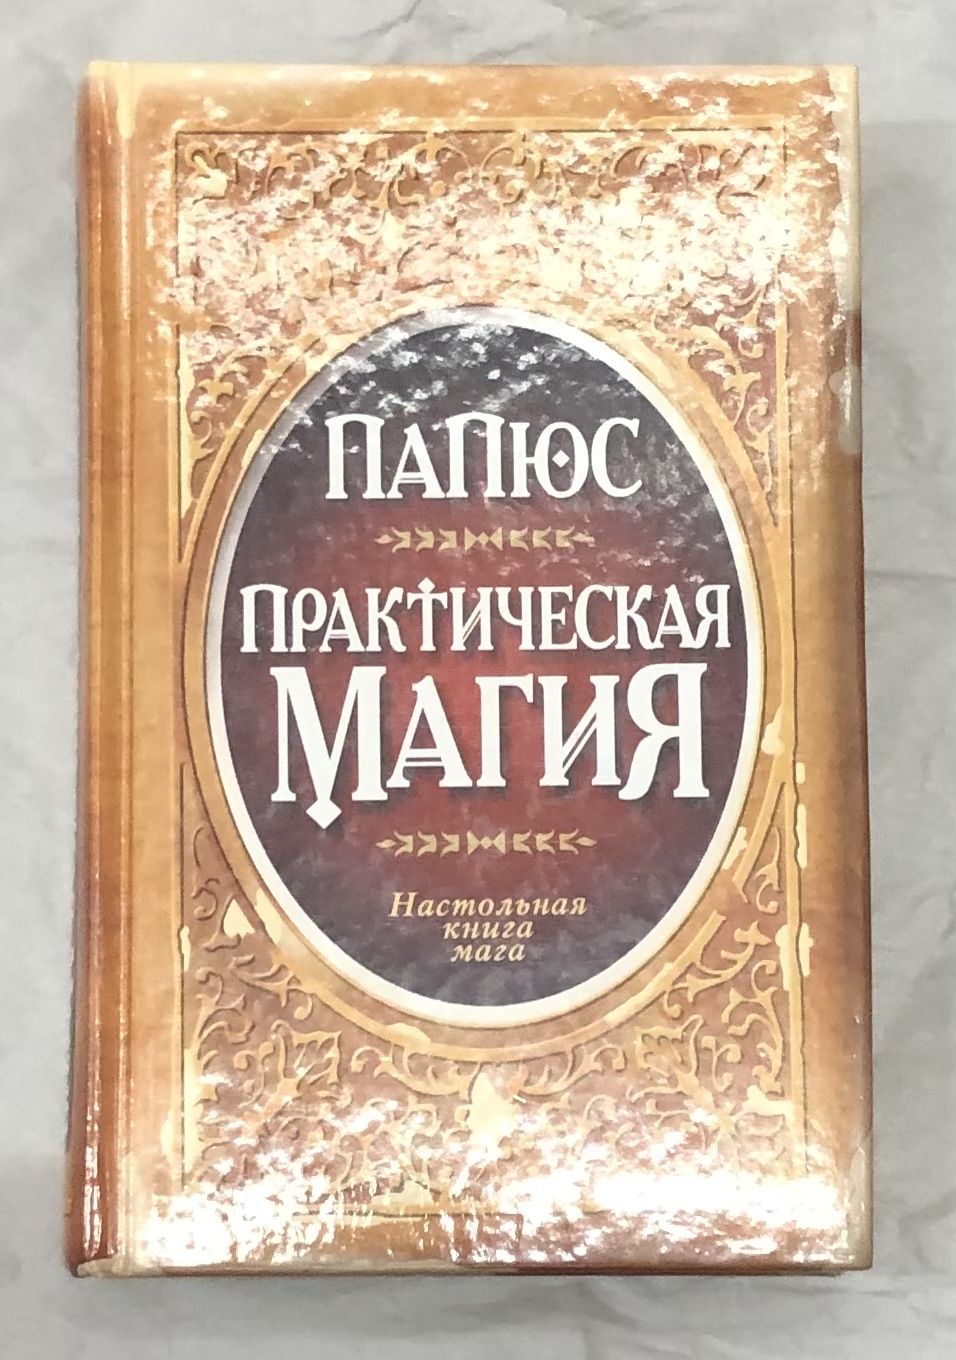 ПАПЮС
ПРАКТИЧЕСКАЯ
МАГИЯ
Настольная
книга
мага